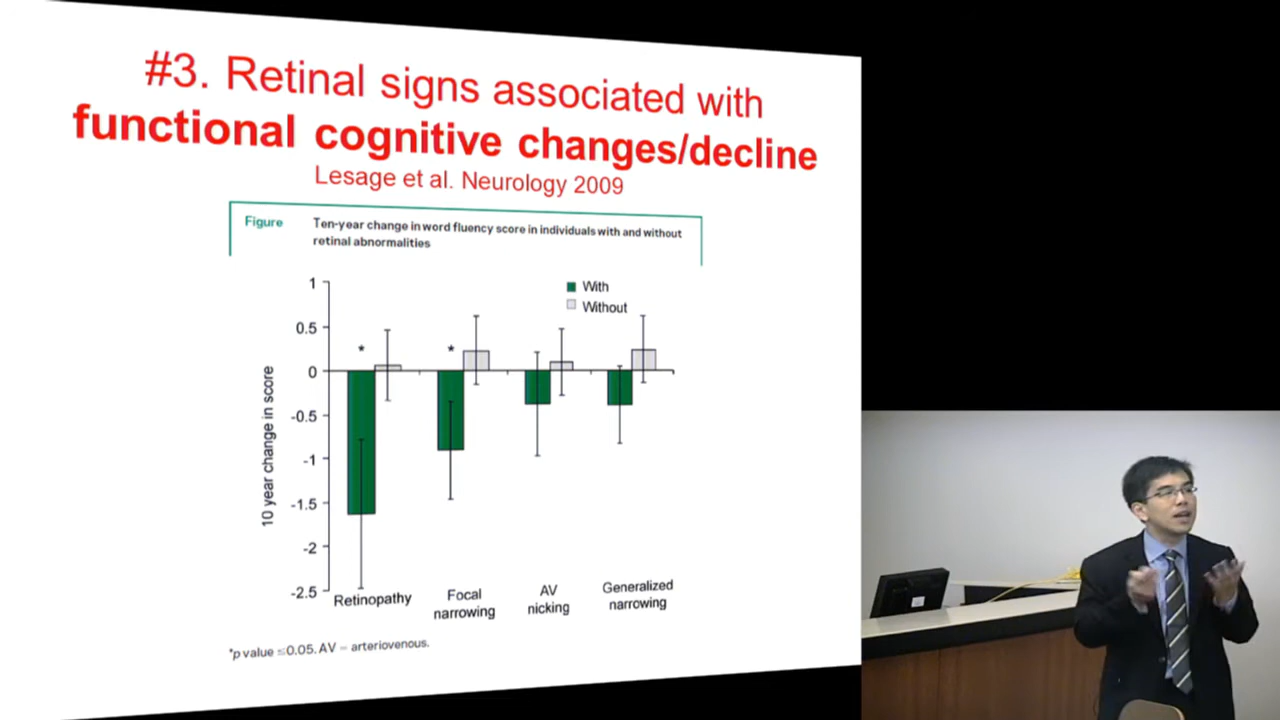 #3. Retinal signs associated with
functional cognitive changes/decline
Lesage et al. Neurology 2009
Figure Ten-year change in word fluency score in individuals with and without
retinal abnormalities
With
Without
1
0.5
0
-0.5
-1
-1.5
-2
-2.5
10 year change in score
* *
Retinopathy
Focal
narrowing
AV
nicking
Generalized
narrowing
*p value ≤0.05. AV = arteriovenous.